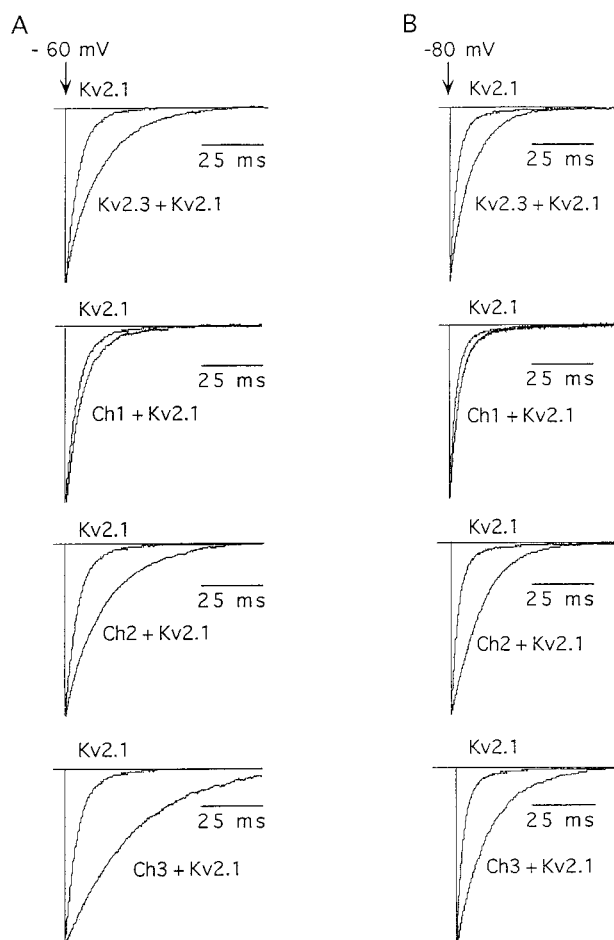 A
- 60 mV
Kv2.1
25 ms
Kv2.3 + Kv2.1
Kv2.1
25 ms
Ch1 + Kv2.1
Kv2.1
25 ms
Ch2 + Kv2.1
Kv2.1
25 ms
Ch3 + Kv2.1
B
-80 mV
Kv2.1
25 ms
Kv2.3 + Kv2.1
Kv2.1
25 ms
Ch1 + Kv2.1
Kv2.1
25 ms
Ch2 + Kv2.1
Kv2.1
25 ms
Ch3 + Kv2.1